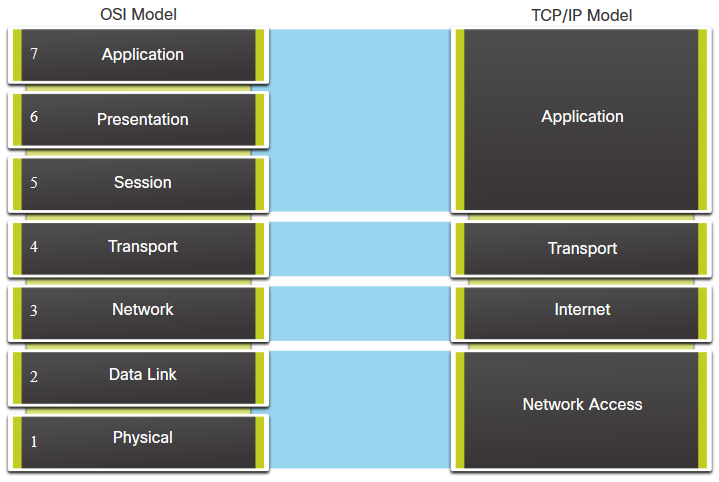 OSI Model
TCP/IP Model
7 Application
6 Presentation
5 Session
4 Transport
3 Network
2 Data Link
1 Physical
Application
Transport
Internet
Network Access